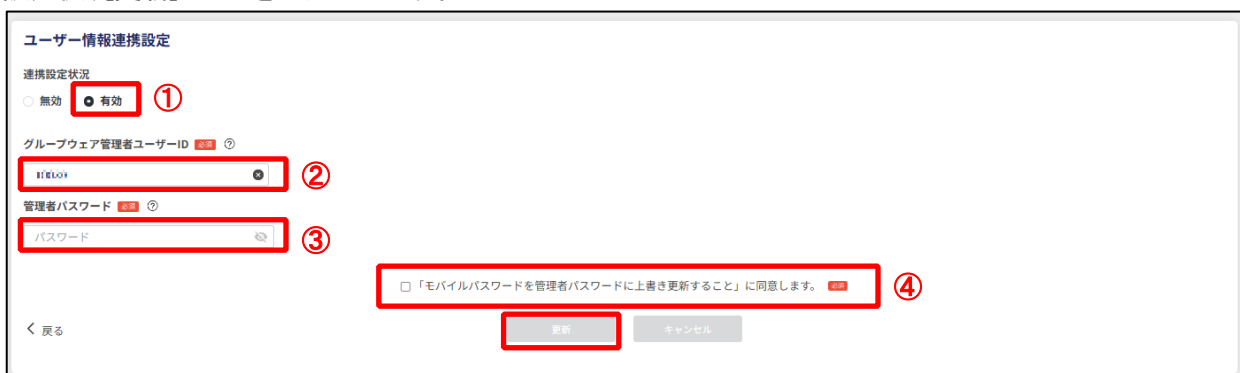 ユーザー情報連携設定
連携設定状況
無効 有効 ①
グループウェア管理者ユーザーID 必須
②
管理者パスワード 必須
パスワード ③
「モバイルパスワードを管理者パスワードに上書き更新すること」に同意します。 必須 ④
戻る 更新 キャンセル